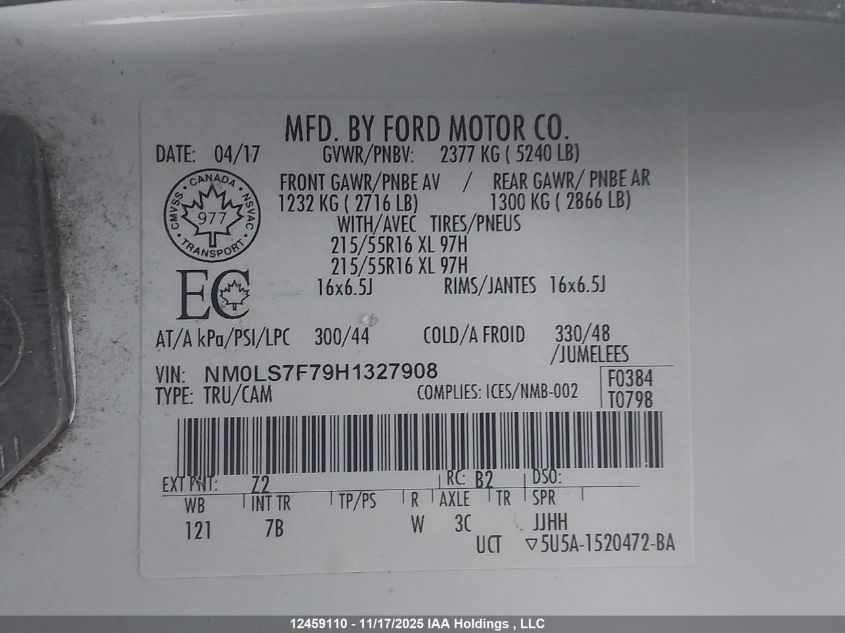 MFD. BY FORD MOTOR CO.
DATE: 04/17 GVWR/PNBV: 2377 KG ( 5240 LB)
FRONT GAWR/PNBE AV / REAR GAWR/ PNBE AR
1232 KG ( 2716 LB) 1300 KG ( 2866 LB)
WITH/AVEC TIRES/PNEUS
215/55R16 XL 97H
215/55R16 XL 97H
16x6.5J RIMS/JANTES 16x6.5J
CANADA
CMVSS 977 NSVAC
TRANSPORT
EC
AT/A kPa/PSI/LPC 300/44 COLD/A FROID 330/48
/JUMELEES
VIN: NM0LS7F79H1327908
TYPE: TRU/CAM COMPLIES: ICES/NMB-002
F0384
T0798
EXT PNT: Z2 RC: B2 DSO:
WB INT TR TP/PS R AXLE TR SPR
121 7B W 3C JJHH
UCT ▽5U5A-1520472-BA
12459110 - 11/17/2025 IAA Holdings , LLC